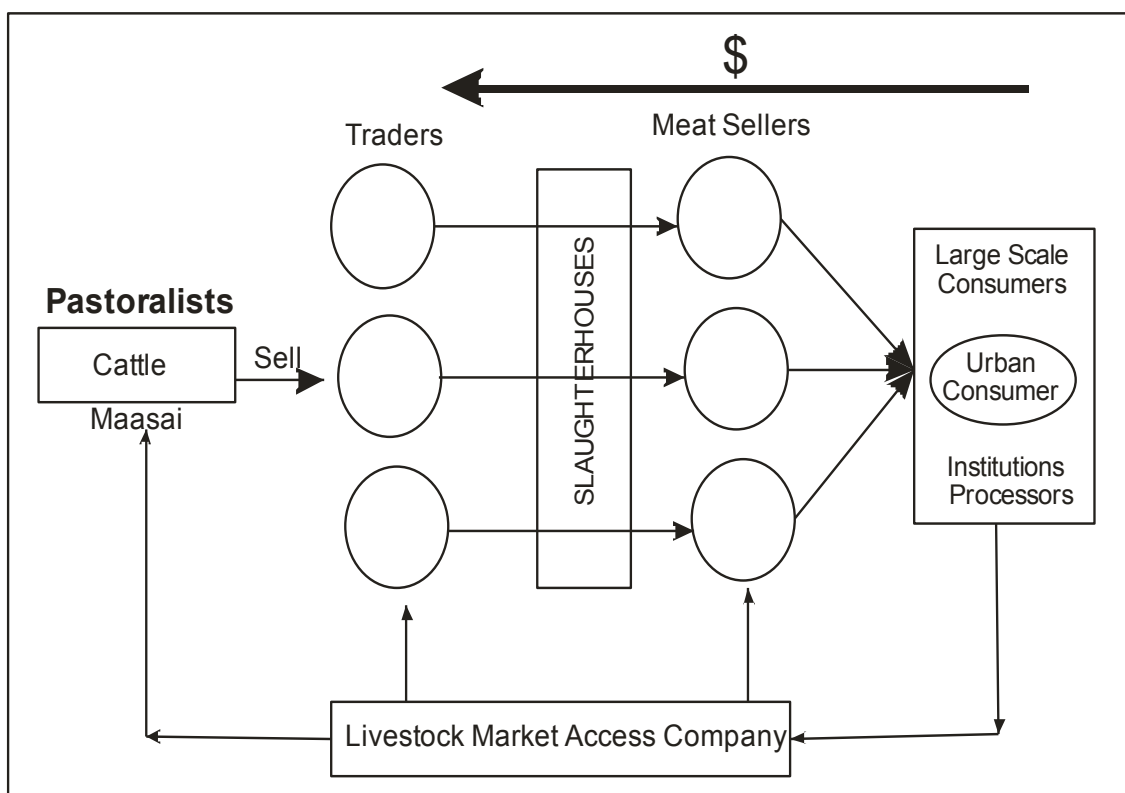 $
Traders
Meat Sellers
Pastoralists
Cattle
Maasai
Sell
SLAUGHTERHOUSES
Large Scale
Consumers
Urban
Consumer
Institutions
Processors
Livestock Market Access Company